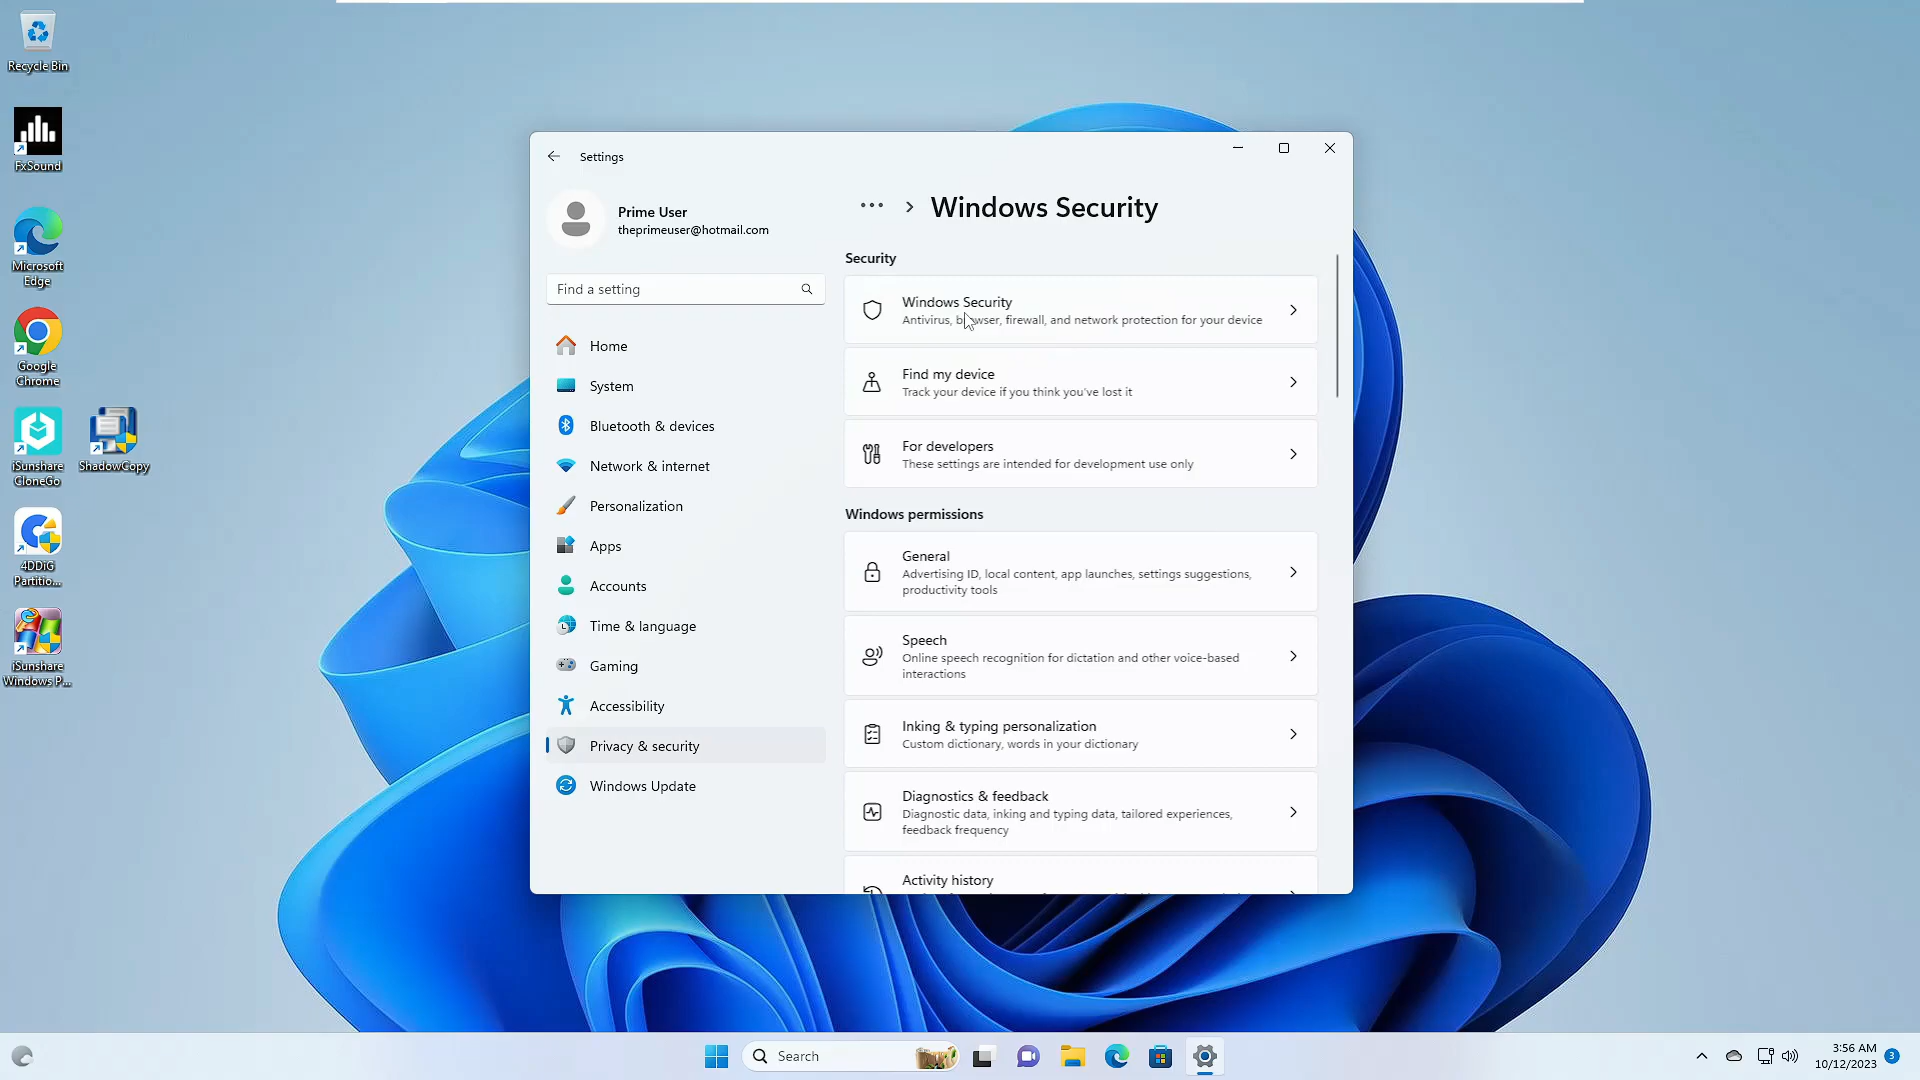 Recycle Bin
FxSound
Microsoft
Edge
Google
Chrome
iSunshare
CloneGo
ShadowCopy
4DDiG
Partitio...
iSunshare
Windows P...
Settings
Prime User
theprimeuser@hotmail.com
Find a setting
Home
System
Bluetooth & devices
Network & internet
Personalization
Apps
Accounts
Time & language
Gaming
Accessibility
Privacy & security
Windows Update
... > Windows Security
Security
Windows Security
Antivirus, browser, firewall, and network protection for your device
Find my device
Track your device if you think you've lost it
For developers
These settings are intended for development use only
Windows permissions
General
Advertising ID, local content, app launches, settings suggestions,
productivity tools
Speech
Online speech recognition for dictation and other voice-based
interactions
Inking & typing personalization
Custom dictionary, words in your dictionary
Diagnostics & feedback
Diagnostic data, inking and typing data, tailored experiences,
feedback frequency
Activity history
Search
3:56 AM
10/12/2023
3